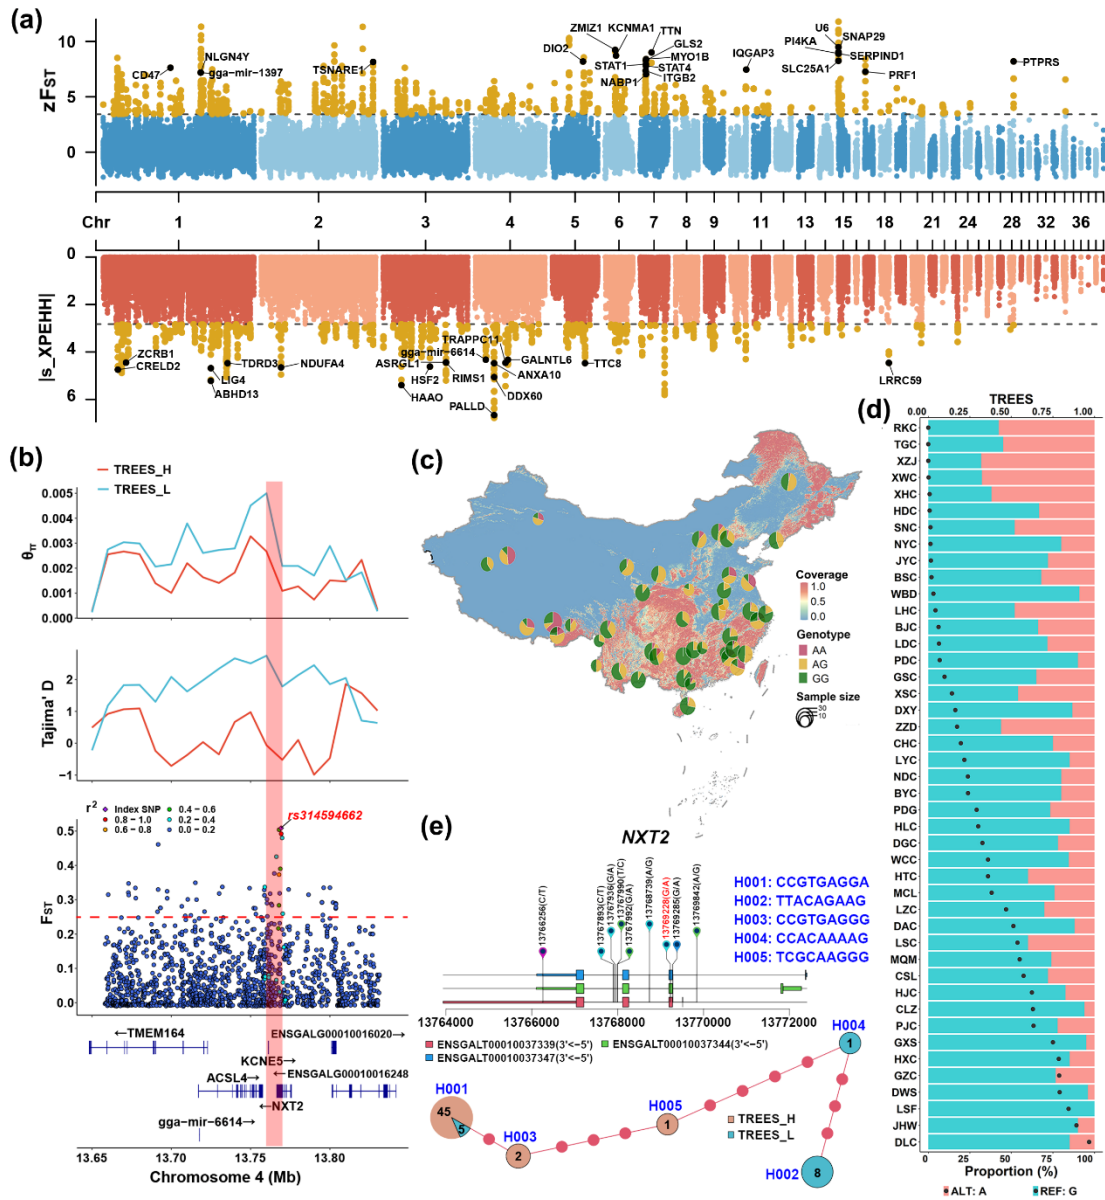 (a)
zFST
10
5
0
CD47
NLGN4Y
gga-mir-1397
TSNARE1
DIO2
ZMIZ1
KCNMA1
TTN
GLS2
MYO1B
STAT1
STAT4
NABP1
ITGB2
IQGAP3
U6
PI4KA
SNAP29
SERPIND1
SLC25A1
PRF1
PTPRS
Chr 1 2 3 4 5 6 7 8 9 11 13 15 18 21 24 28 32 36
|s_XPEHH|
0
2
4
6
ZCRB1
CRELD2
TDRD3
LIG4
ABHD13
NDUFA4
TRAPPC11
gga-mir-6614
ASRGL1
HSF2
RIMS1
HAAO
PALLD
GALNTL6
ANXA10
DDX60
TTC8
LRRC59
(b)
TREES_H
TREES_L
θπ
0.005
0.004
0.003
0.002
0.001
0.000
Tajima' D
2
1
0
−1
r² Index SNP 0.4 − 0.6
0.8 − 1.0 0.2 − 0.4
0.6 − 0.8 0.0 − 0.2
rs314594662
FST
0.5
0.4
0.3
0.2
0.1
0.0
←TMEM164
ENSGALG00010016020→
KCNE5→
ACSL4→
←ENSGALG00010016248
←NXT2
gga-mir-6614→
13.65 13.70 13.75 13.80
Chromosome 4 (Mb)
(c)
Coverage
1.0
0.5
0.0
Genotype
AA
AG
GG
Sample size
30
10
(d)
TREES
0.00 0.25 0.50 0.75 1.00
RKC
TGC
XZJ
XWC
XHC
HDC
SNC
NYC
JYC
BSC
WBD
LHC
BJC
LDC
PDC
GSC
XSC
DXY
ZZD
CHC
LYC
NDC
BYC
PDG
HLC
DGC
WCC
HTC
MCL
LZC
DAC
LSC
MQM
CSL
HJC
CLZ
PJC
GXS
HXC
GZC
DWS
LSF
JHW
DLC
0 25 50 75 100
Proportion (%)
ALT: A REF: G
(e)
NXT2
13766256(C/T)
13767893(C/T)
13767936(G/A)
13767990(T/C)
13767992(G/A)
13768739(A/G)
13769228(G/A)
13769285(G/A)
13769842(A/G)
H001: CCGTGAGGA
H002: TTACAGAAG
H003: CCGTGAGGG
H004: CCACAAAAG
H005: TCGCAAGGG
13764000 13766000 13768000 13770000 13772000
ENSGALT00010037339(3'<−5') ENSGALT00010037344(3'<−5')
ENSGALT00010037347(3'<−5')
H004
1
H001
45
5
H005
1
H003
2
TREES_H
TREES_L
H002
8